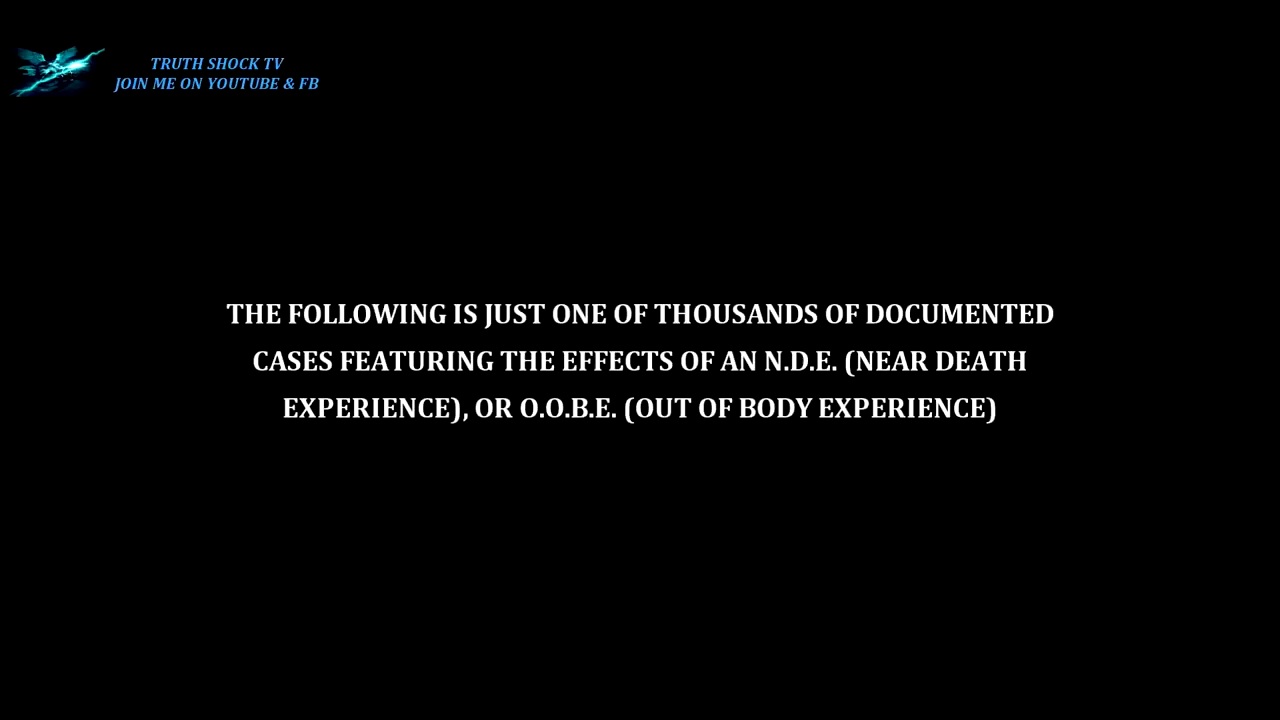 TRUTH SHOCK TV
JOIN ME ON YOUTUBE & FB
THE FOLLOWING IS JUST ONE OF THOUSANDS OF DOCUMENTED
CASES FEATURING THE EFFECTS OF AN N.D.E. (NEAR DEATH
EXPERIENCE), OR O.O.B.E. (OUT OF BODY EXPERIENCE)